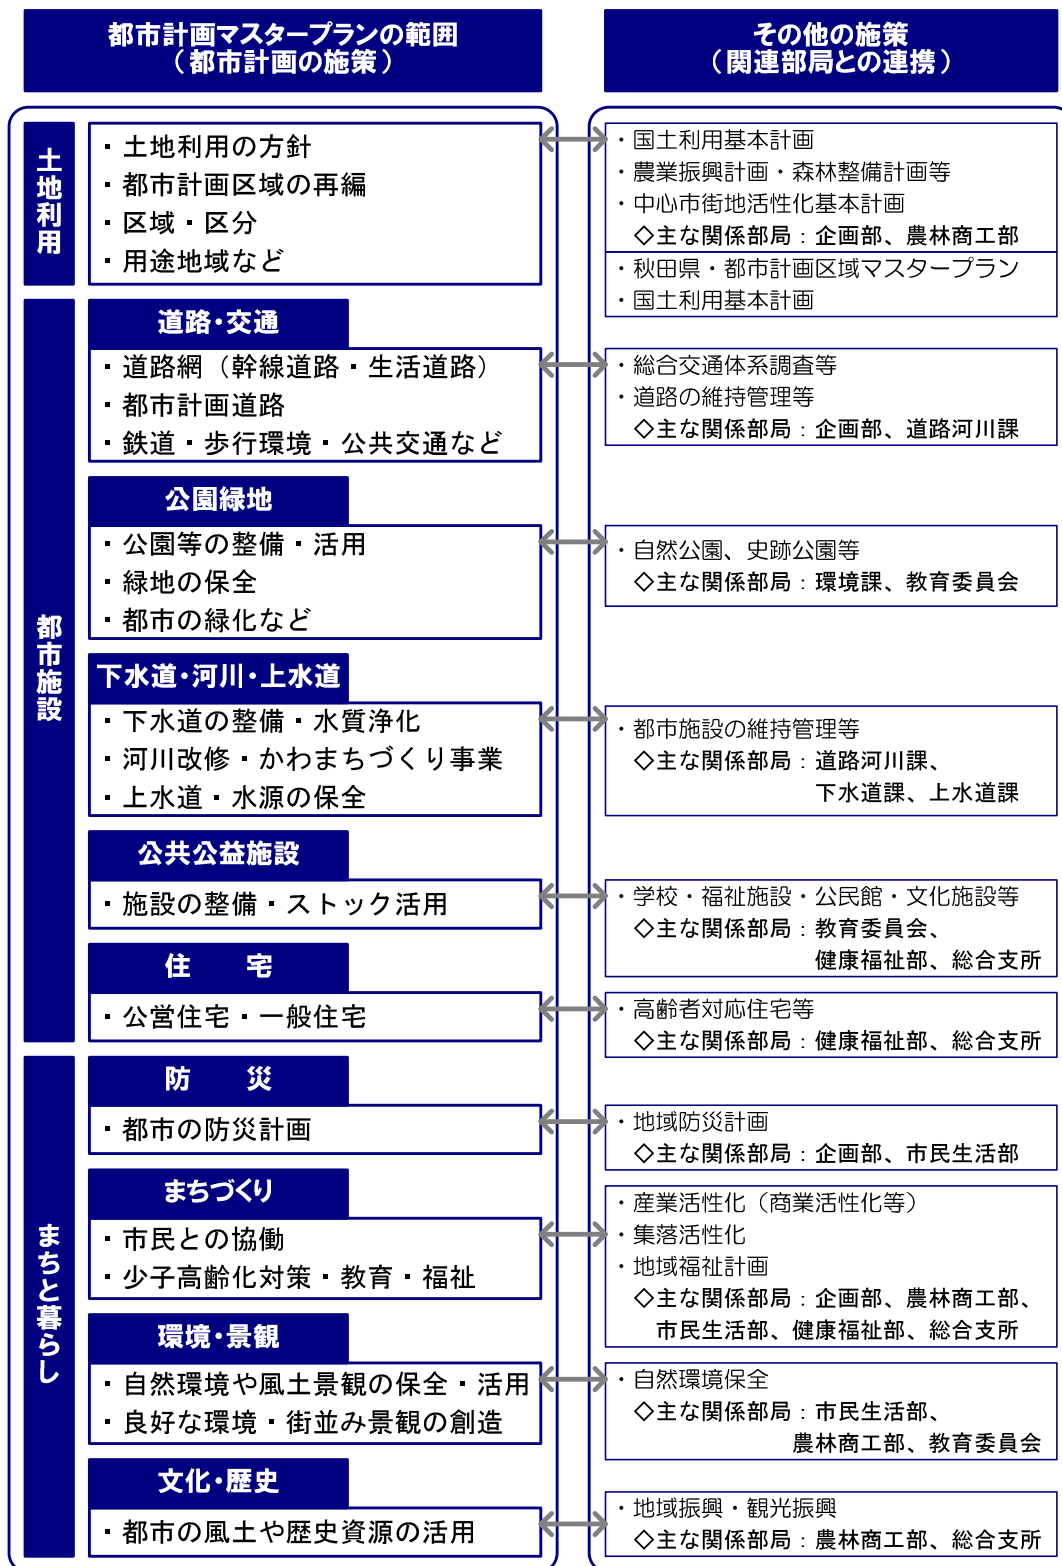 都市計画マスタープランの範囲
（都市計画の施策）
その他の施策
（関連部局との連携）
土地利用
・土地利用の方針
・都市計画区域の再編
・区域・区分
・用途地域など
・国土利用基本計画
・農業振興計画・森林整備計画等
・中心市街地活性化基本計画
◇主な関係部局：企画部、農林商工部
・秋田県・都市計画区域マスタープラン
・国土利用基本計画
都市施設
道路・交通
・道路網（幹線道路・生活道路）
・都市計画道路
・鉄道・歩行環境・公共交通など
・総合交通体系調査等
・道路の維持管理等
◇主な関係部局：企画部、道路河川課
公園緑地
・公園等の整備・活用
・緑地の保全
・都市の緑化など
・自然公園、史跡公園等
◇主な関係部局：環境課、教育委員会
下水道・河川・上水道
・下水道の整備・水質浄化
・河川改修・かわまちづくり事業
・上水道・水源の保全
・都市施設の維持管理等
◇主な関係部局：道路河川課、
下水道課、上水道課
公共公益施設
・施設の整備・ストック活用
・学校・福祉施設・公民館・文化施設等
◇主な関係部局：教育委員会、
健康福祉部、総合支所
住　宅
・公営住宅・一般住宅
・高齢者対応住宅等
◇主な関係部局：健康福祉部、総合支所
まちと暮らし
防　災
・都市の防災計画
・地域防災計画
◇主な関係部局：企画部、市民生活部
まちづくり
・市民との協働
・少子高齢化対策・教育・福祉
・産業活性化（商業活性化等）
・集落活性化
・地域福祉計画
◇主な関係部局：企画部、農林商工部、
市民生活部、健康福祉部、総合支所
環境・景観
・自然環境や風土景観の保全・活用
・良好な環境・街並み景観の創造
・自然環境保全
◇主な関係部局：市民生活部、
農林商工部、教育委員会
文化・歴史
・都市の風土や歴史資源の活用
・地域振興・観光振興
◇主な関係部局：農林商工部、総合支所